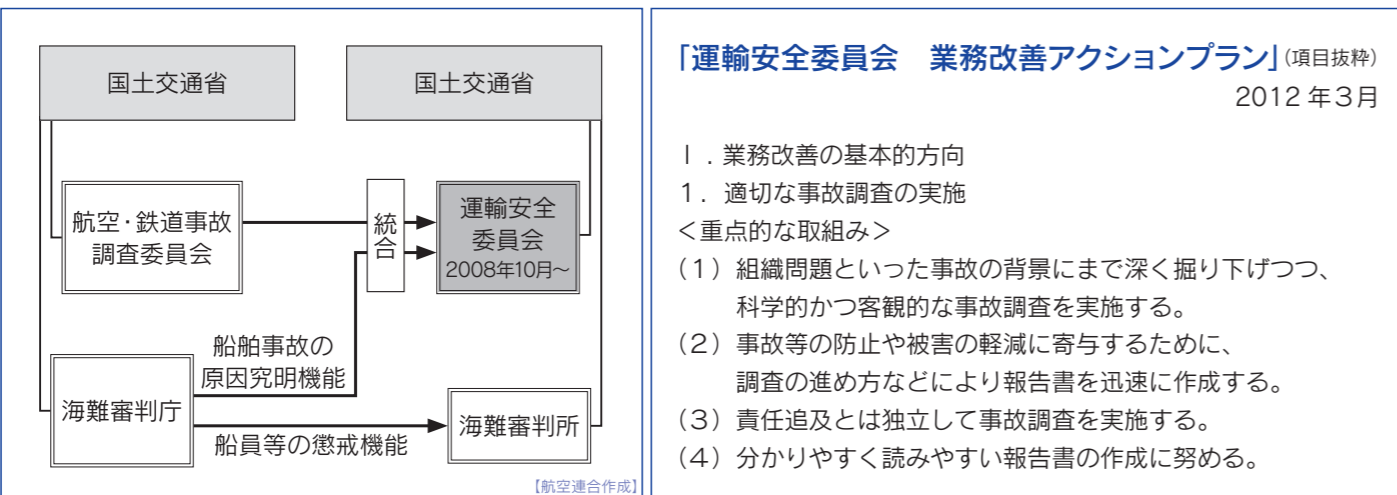 国土交通省
国土交通省
航空・鉄道事故
調査委員会
統合
運輸安全
委員会
2008年10月～
船舶事故の
原因究明機能
海難審判庁
海難審判所
船員等の懲戒機能
【航空連合作成】
「運輸安全委員会　業務改善アクションプラン」(項目抜粋)
2012年3月
Ⅰ．業務改善の基本的方向
1．適切な事故調査の実施
＜重点的な取組み＞
（1）組織問題といった事故の背景にまで深く掘り下げつつ、
科学的かつ客観的な事故調査を実施する。
（2）事故等の防止や被害の軽減に寄与するために、
調査の進め方などにより報告書を迅速に作成する。
（3）責任追及とは独立して事故調査を実施する。
（4）分かりやすく読みやすい報告書の作成に努める。